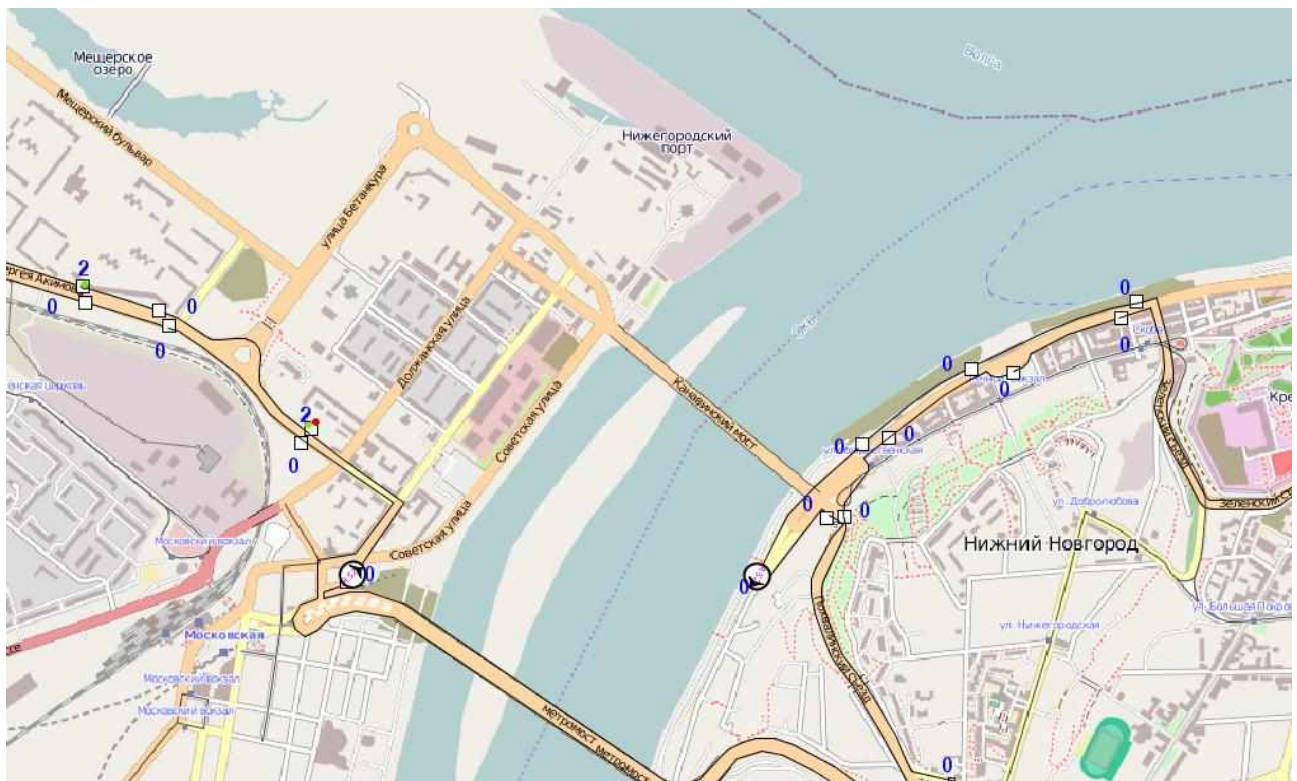 Мещерское
озеро
Мещерский бульвар
улица Бетанкура
Нижегородский
порт
Волга
2
0
0
0
Должанская улица
2
0
Советская улица
Канавинский мост
0
0
0
0
0
0
0
0
Зеленский съезд
ул. Добролюбова
Нижний Новгород
Московский вокзал
Советская улица
0
0
Московская
Московский вокзал
Московский вокзал
ул. Нижегородская
Похвалинский съезд
метромост
0